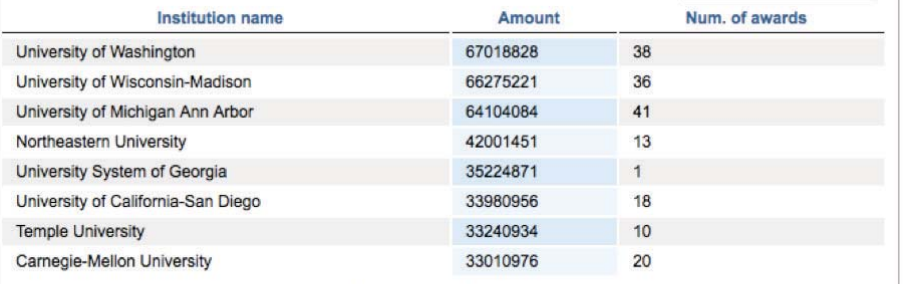 Institution name Amount Num. of awards
University of Washington 67018828 38
University of Wisconsin-Madison 66275221 36
University of Michigan Ann Arbor 64104084 41
Northeastern University 42001451 13
University System of Georgia 35224871 1
University of California-San Diego 33980956 18
Temple University 33240934 10
Carnegie-Mellon University 33010976 20